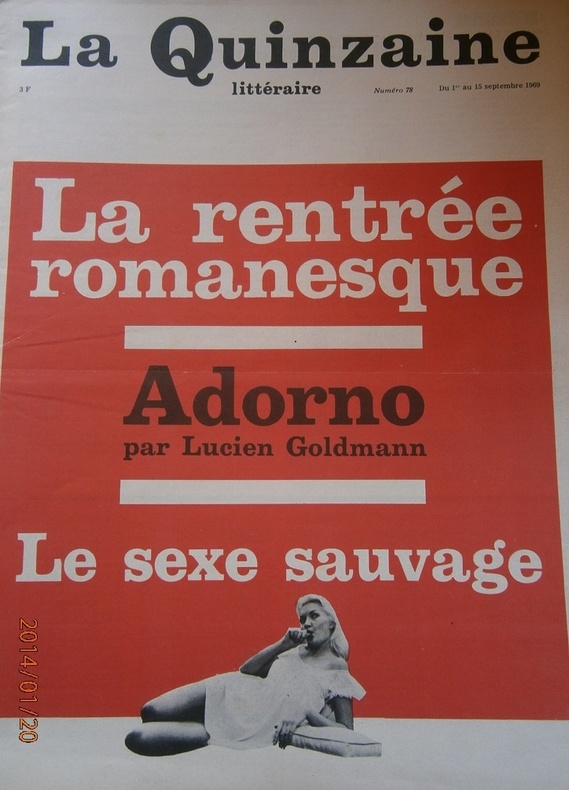 La Quinzaine
littéraire
3 F
Numéro 78
Du 1er au 15 septembre 1969
La rentrée
romanesque
Adorno
par Lucien Goldmann
Le sexe sauvage
2014/01/20